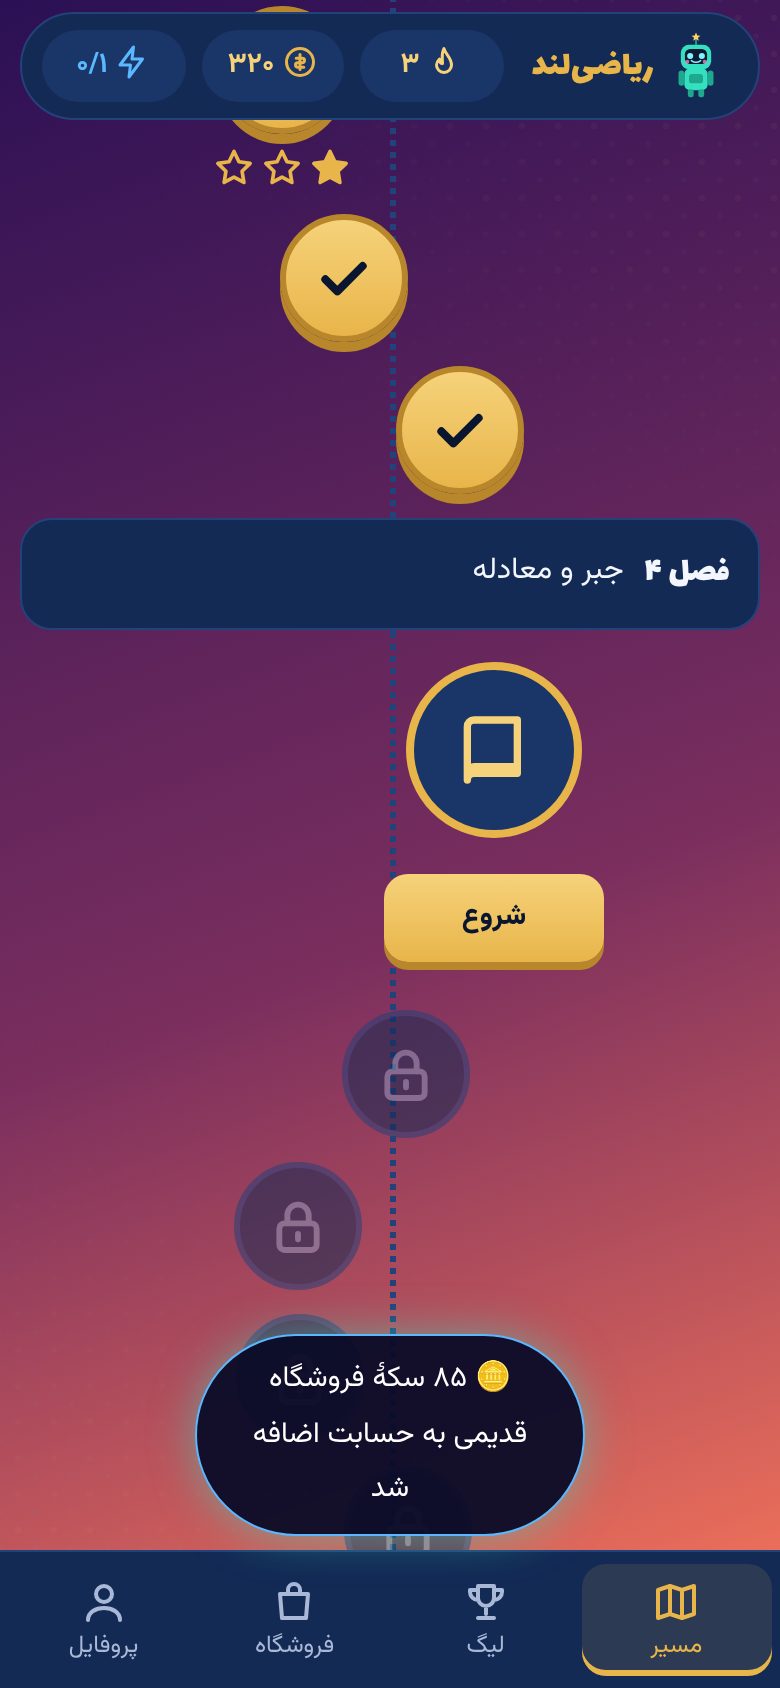 ریاضی‌لند
۳
۳۲۰
۰/۱
فصل ۴ جبر و معادله
شروع
۸۵ سکهٔ فروشگاه
قدیمی به حسابت اضافه
شد
مسیر
لیگ
فروشگاه
پروفایل